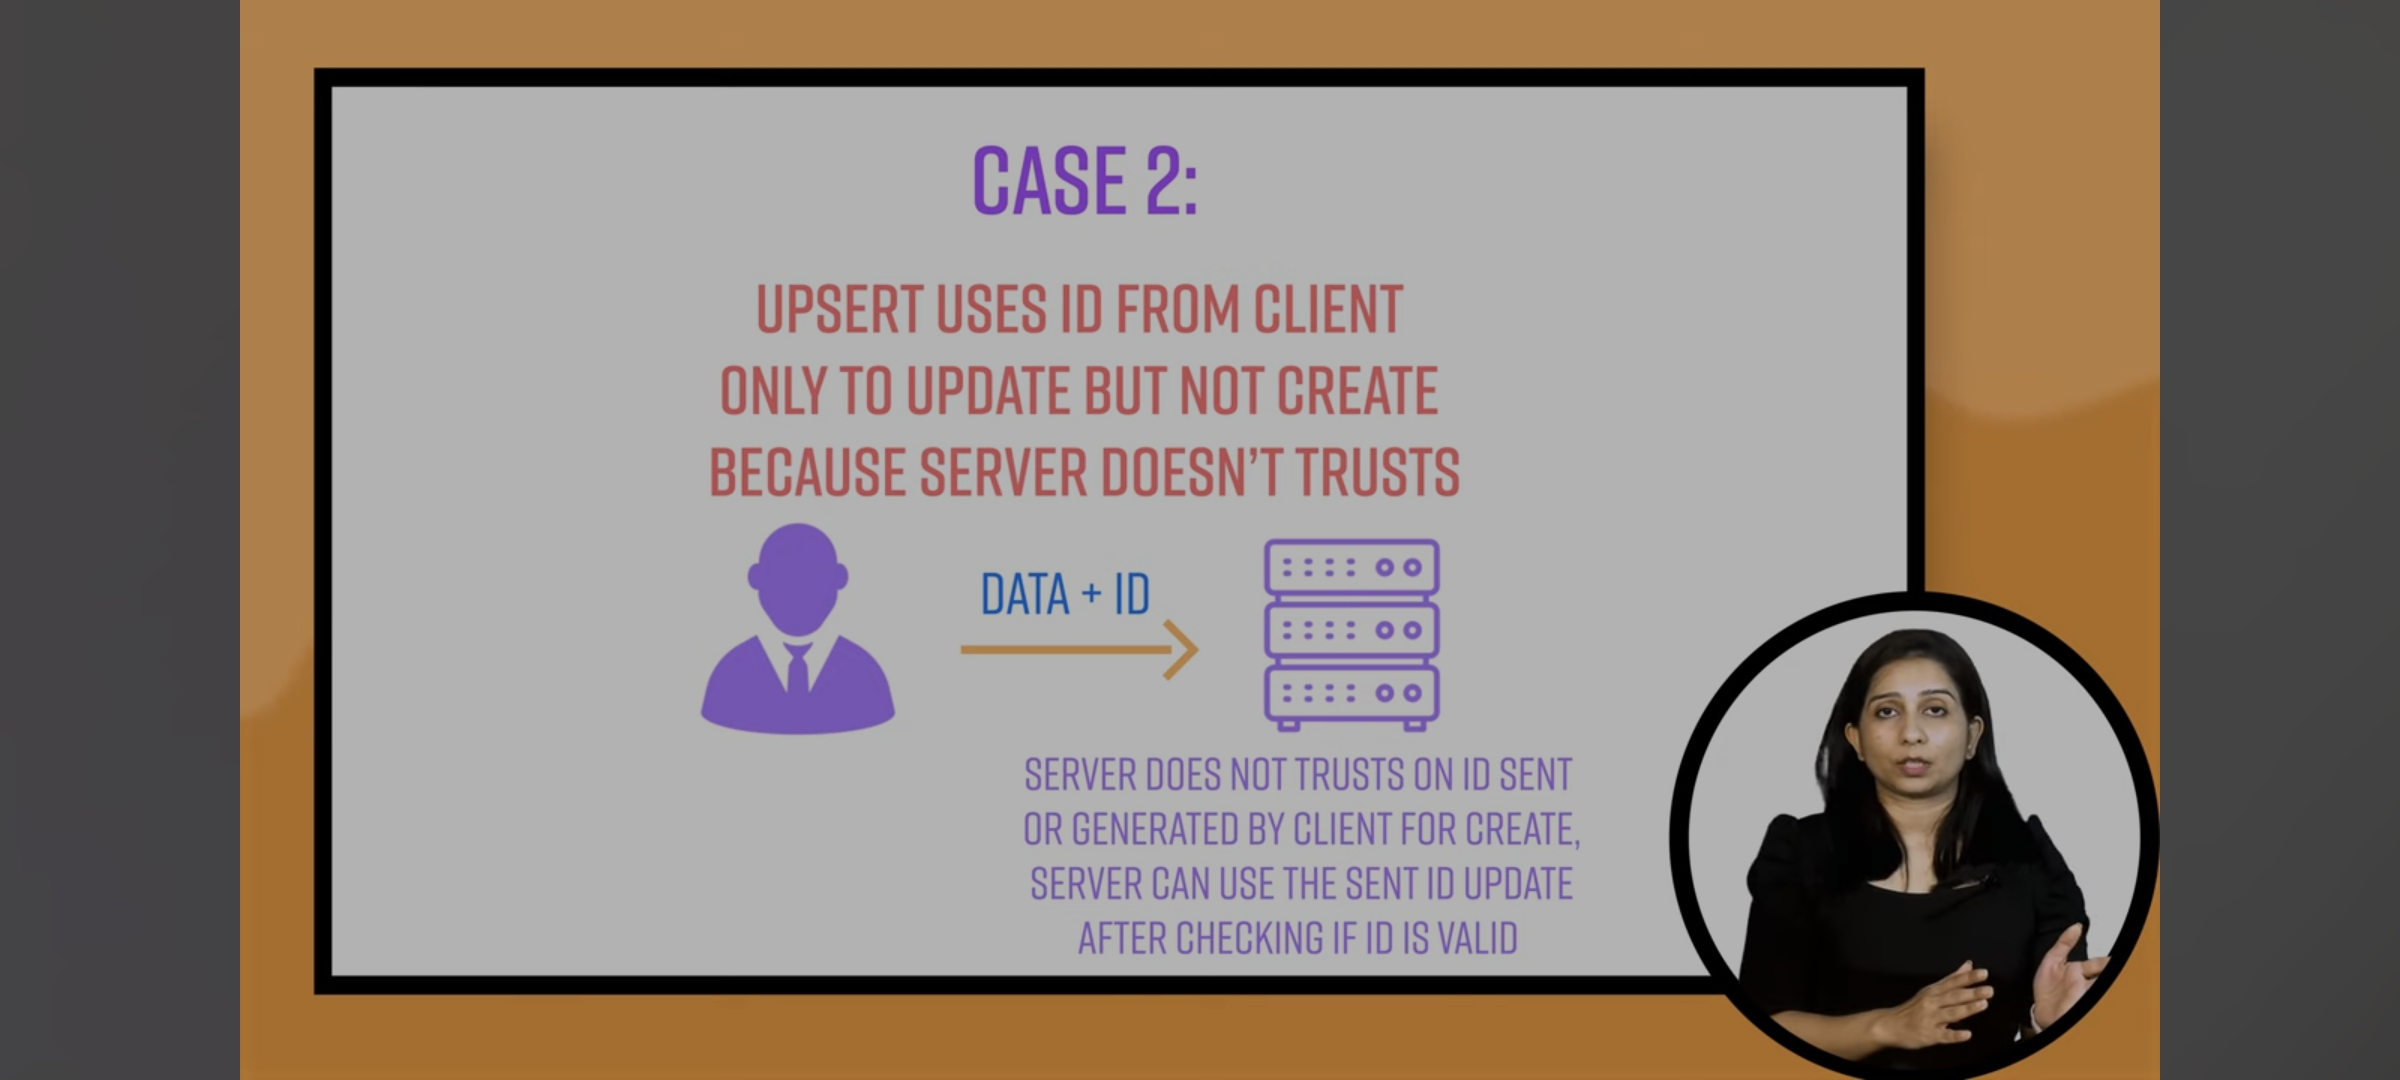 CASE 2:
UPSERT USES ID FROM CLIENT
ONLY TO UPDATE BUT NOT CREATE
BECAUSE SERVER DOESN'T TRUSTS
DATA + ID
SERVER DOES NOT TRUSTS ON ID SENT
OR GENERATED BY CLIENT FOR CREATE,
SERVER CAN USE THE SENT ID UPDATE
AFTER CHECKING IF ID IS VALID